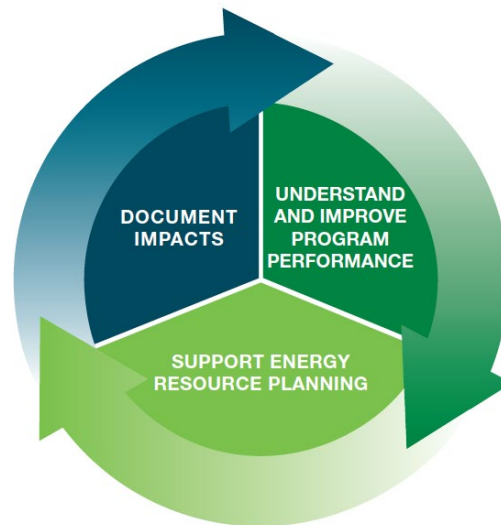 DOCUMENT
IMPACTS
UNDERSTAND
AND IMPROVE
PROGRAM
PERFORMANCE
SUPPORT ENERGY
RESOURCE PLANNING